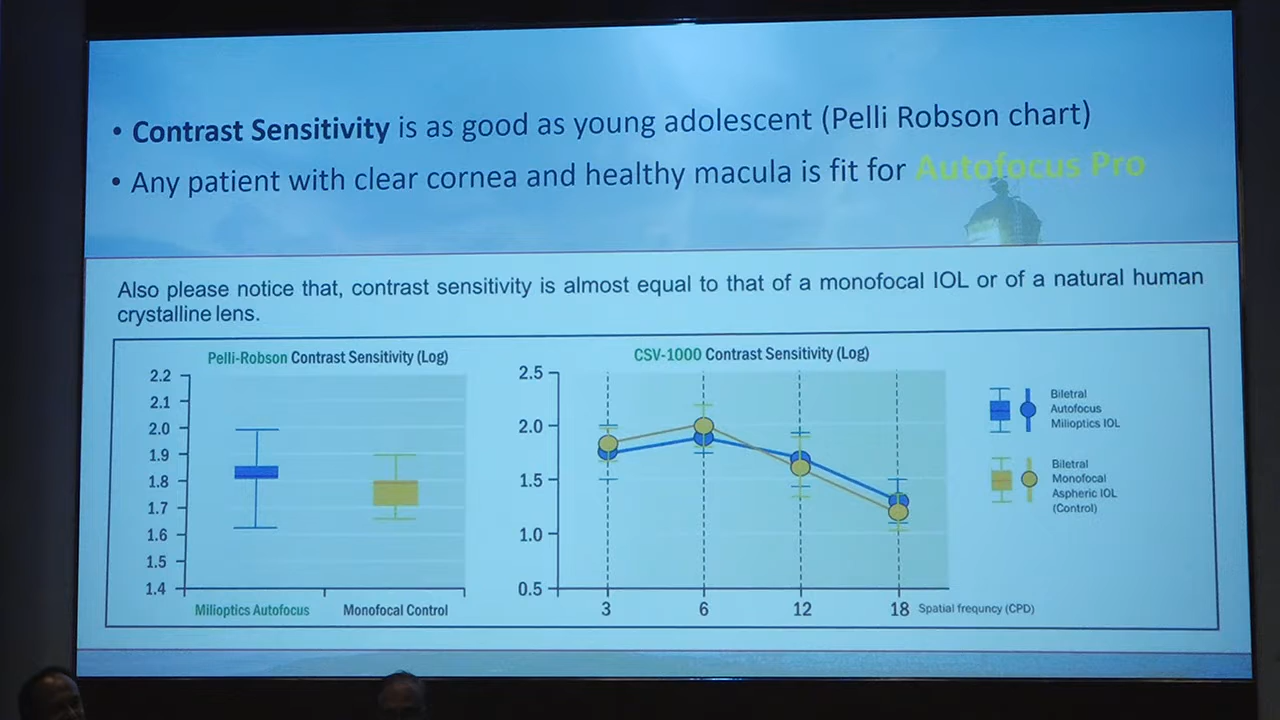 • Contrast Sensitivity is as good as young adolescent (Pelli Robson chart)
• Any patient with clear cornea and healthy macula is fit for Autofocus Pro
Also please notice that, contrast sensitivity is almost equal to that of a monofocal IOL or of a natural human
crystalline lens.
Pelli-Robson Contrast Sensitivity (Log)
2.2
2.1
2.0
1.9
1.8
1.7
1.6
1.5
1.4
Milioptics Autofocus
Monofocal Control
CSV-1000 Contrast Sensitivity (Log)
2.5
2.0
1.5
1.0
0.5
3 6 12 18 Spatial frequncy (CPD)
Biletral
Autofocus
Milioptics IOL
Biletral
Monofocal
Aspheric IOL
(Control)